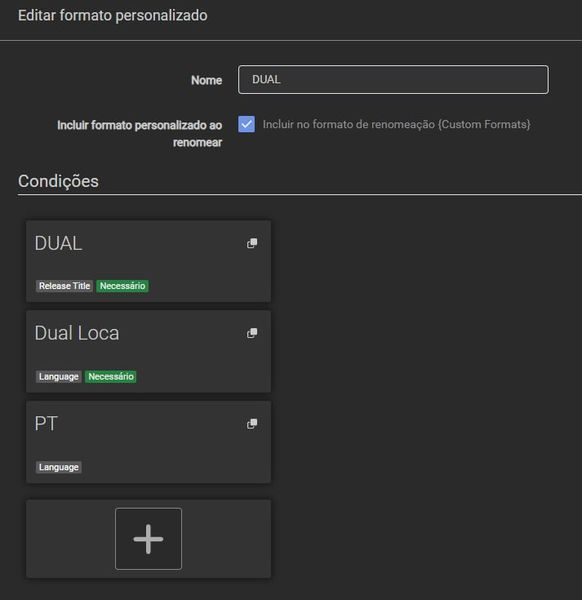 Editar formato personalizado
Nome
DUAL
Incluir formato personalizado ao
renomear
Incluir no formato de renomeação {Custom Formats}
Condições
DUAL
Release Title Necessário
Dual Loca
Language Necessário
PT
Language